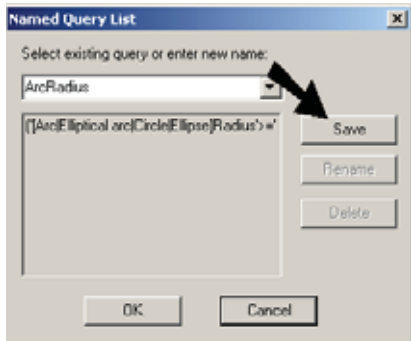 Named Query List
Select existing query or enter new name:
ArcRadius
('[Arc|Elliptical arc|Circle|Ellipse]Radius'>='
Save
Rename
Delete
OK
Cancel